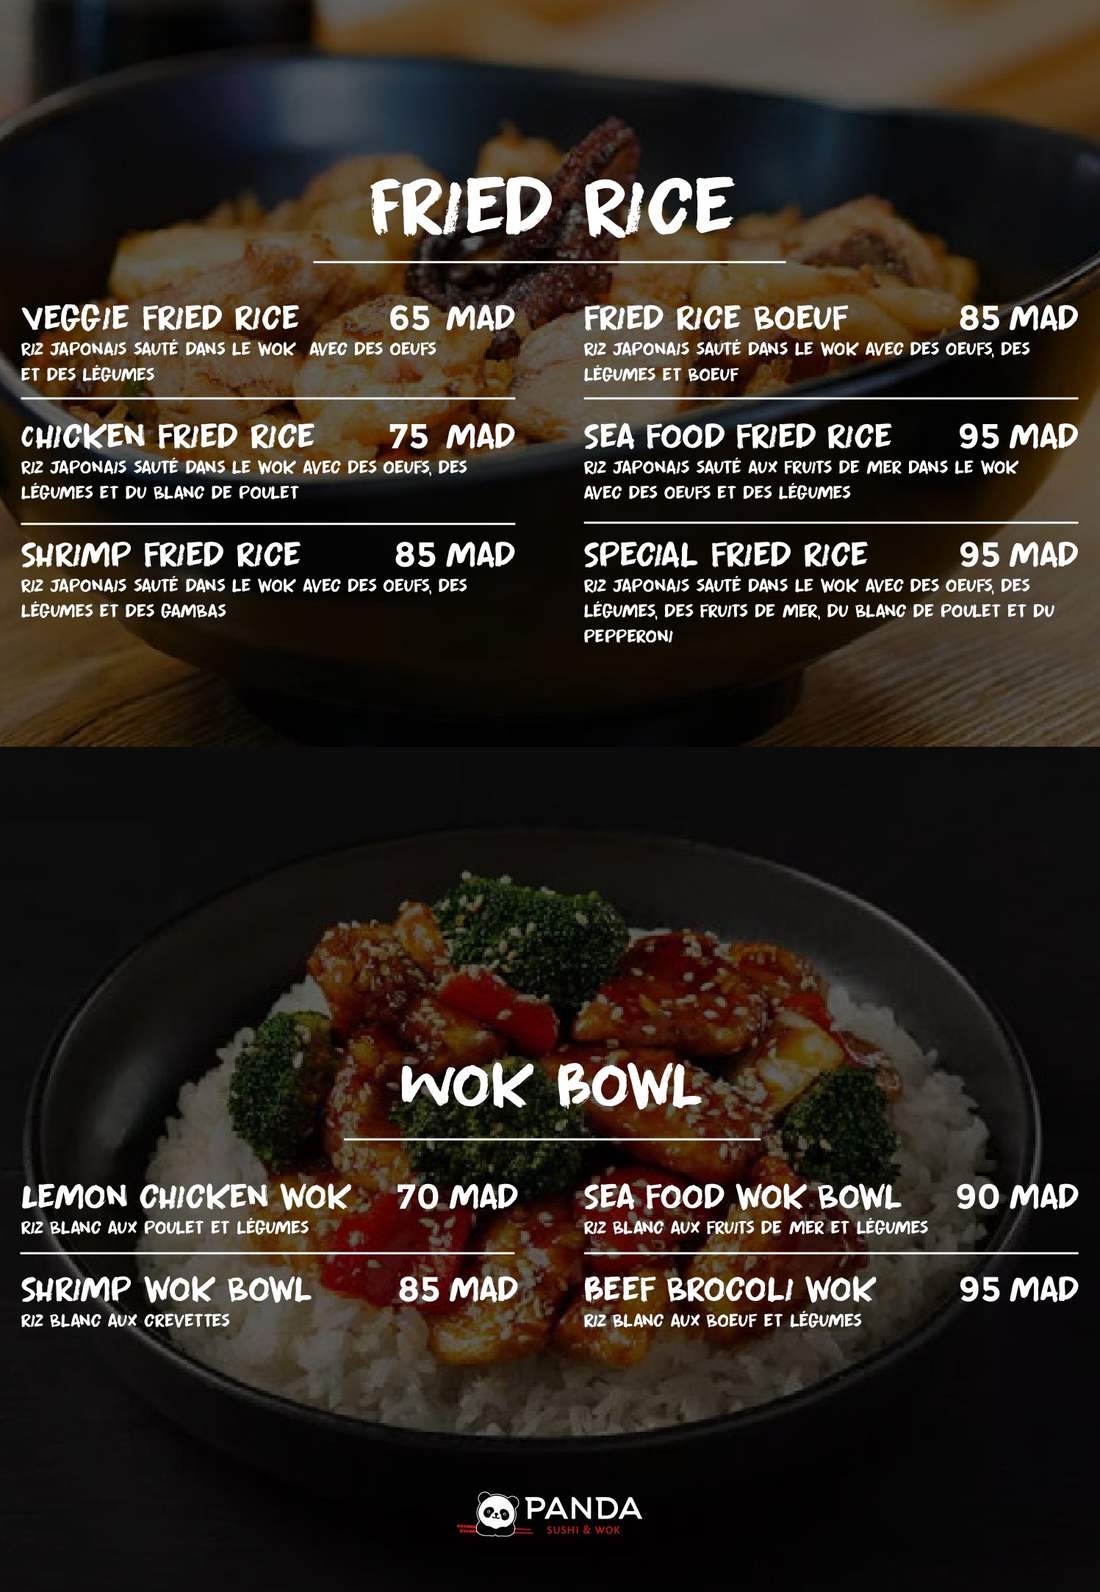 FRIED RICE
VEGGIE FRIED RICE 65 MAD
RIZ JAPONAIS SAUTÉ DANS LE WOK AVEC DES OEUFS
ET DES LÉGUMES
CHICKEN FRIED RICE 75 MAD
RIZ JAPONAIS SAUTÉ DANS LE WOK AVEC DES OEUFS, DES
LÉGUMES ET DU BLANC DE POULET
SHRIMP FRIED RICE 85 MAD
RIZ JAPONAIS SAUTÉ DANS LE WOK AVEC DES OEUFS, DES
LÉGUMES ET DES GAMBAS
FRIED RICE BOEUF 85 MAD
RIZ JAPONAIS SAUTÉ DANS LE WOK AVEC DES OEUFS, DES
LÉGUMES ET BOEUF
SEA FOOD FRIED RICE 95 MAD
RIZ JAPONAIS SAUTÉ AUX FRUITS DE MER DANS LE WOK
AVEC DES OEUFS ET DES LÉGUMES
SPECIAL FRIED RICE 95 MAD
RIZ JAPONAIS SAUTÉ DANS LE WOK AVEC DES OEUFS, DES
LÉGUMES, DES FRUITS DE MER, DU BLANC DE POULET ET DU
PEPPERONI
WOK BOWL
LEMON CHICKEN WOK 70 MAD
RIZ BLANC AUX POULET ET LÉGUMES
SHRIMP WOK BOWL 85 MAD
RIZ BLANC AUX CREVETTES
SEA FOOD WOK BOWL 90 MAD
RIZ BLANC AUX FRUITS DE MER ET LÉGUMES
BEEF BROCOLI WOK 95 MAD
RIZ BLANC AUX BOEUF ET LÉGUMES
PANDA
SUSHI & WOK